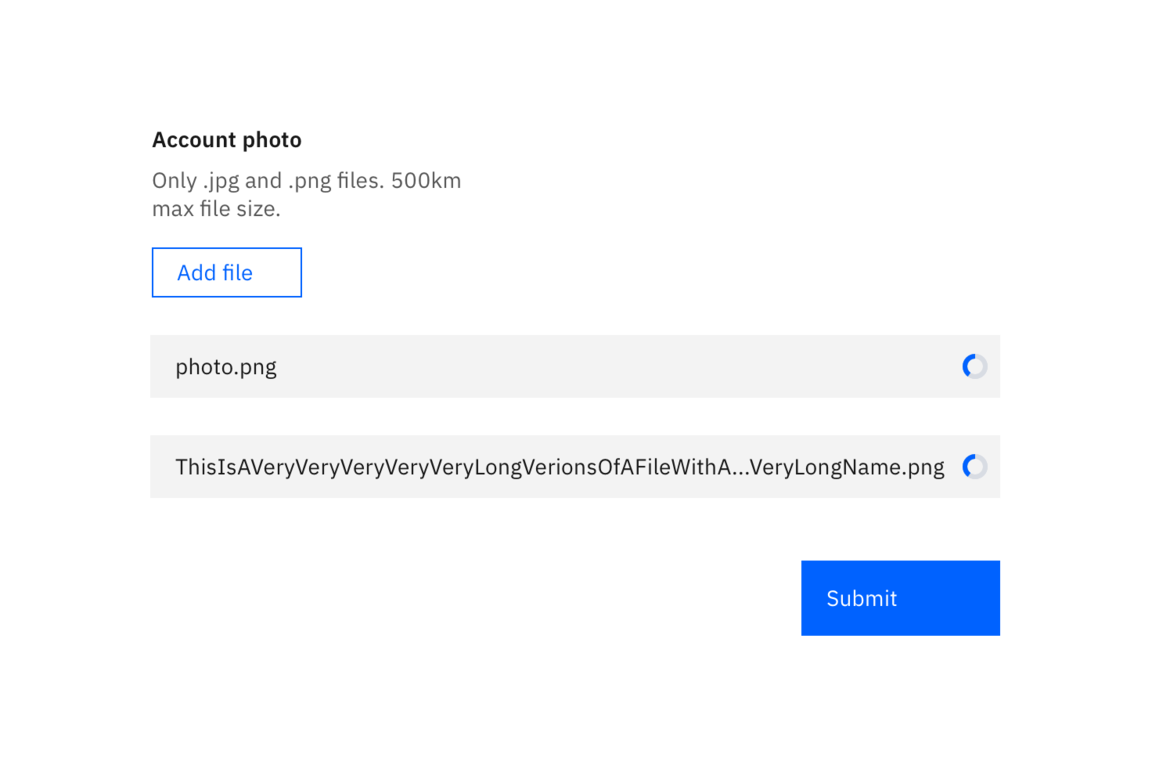 Account photo
Only .jpg and .png files. 500km
max file size.
Add file
photo.png
ThisIsAVeryVeryVeryVeryVeryLongVerionsOfAFileWithA...VeryLongName.png
Submit